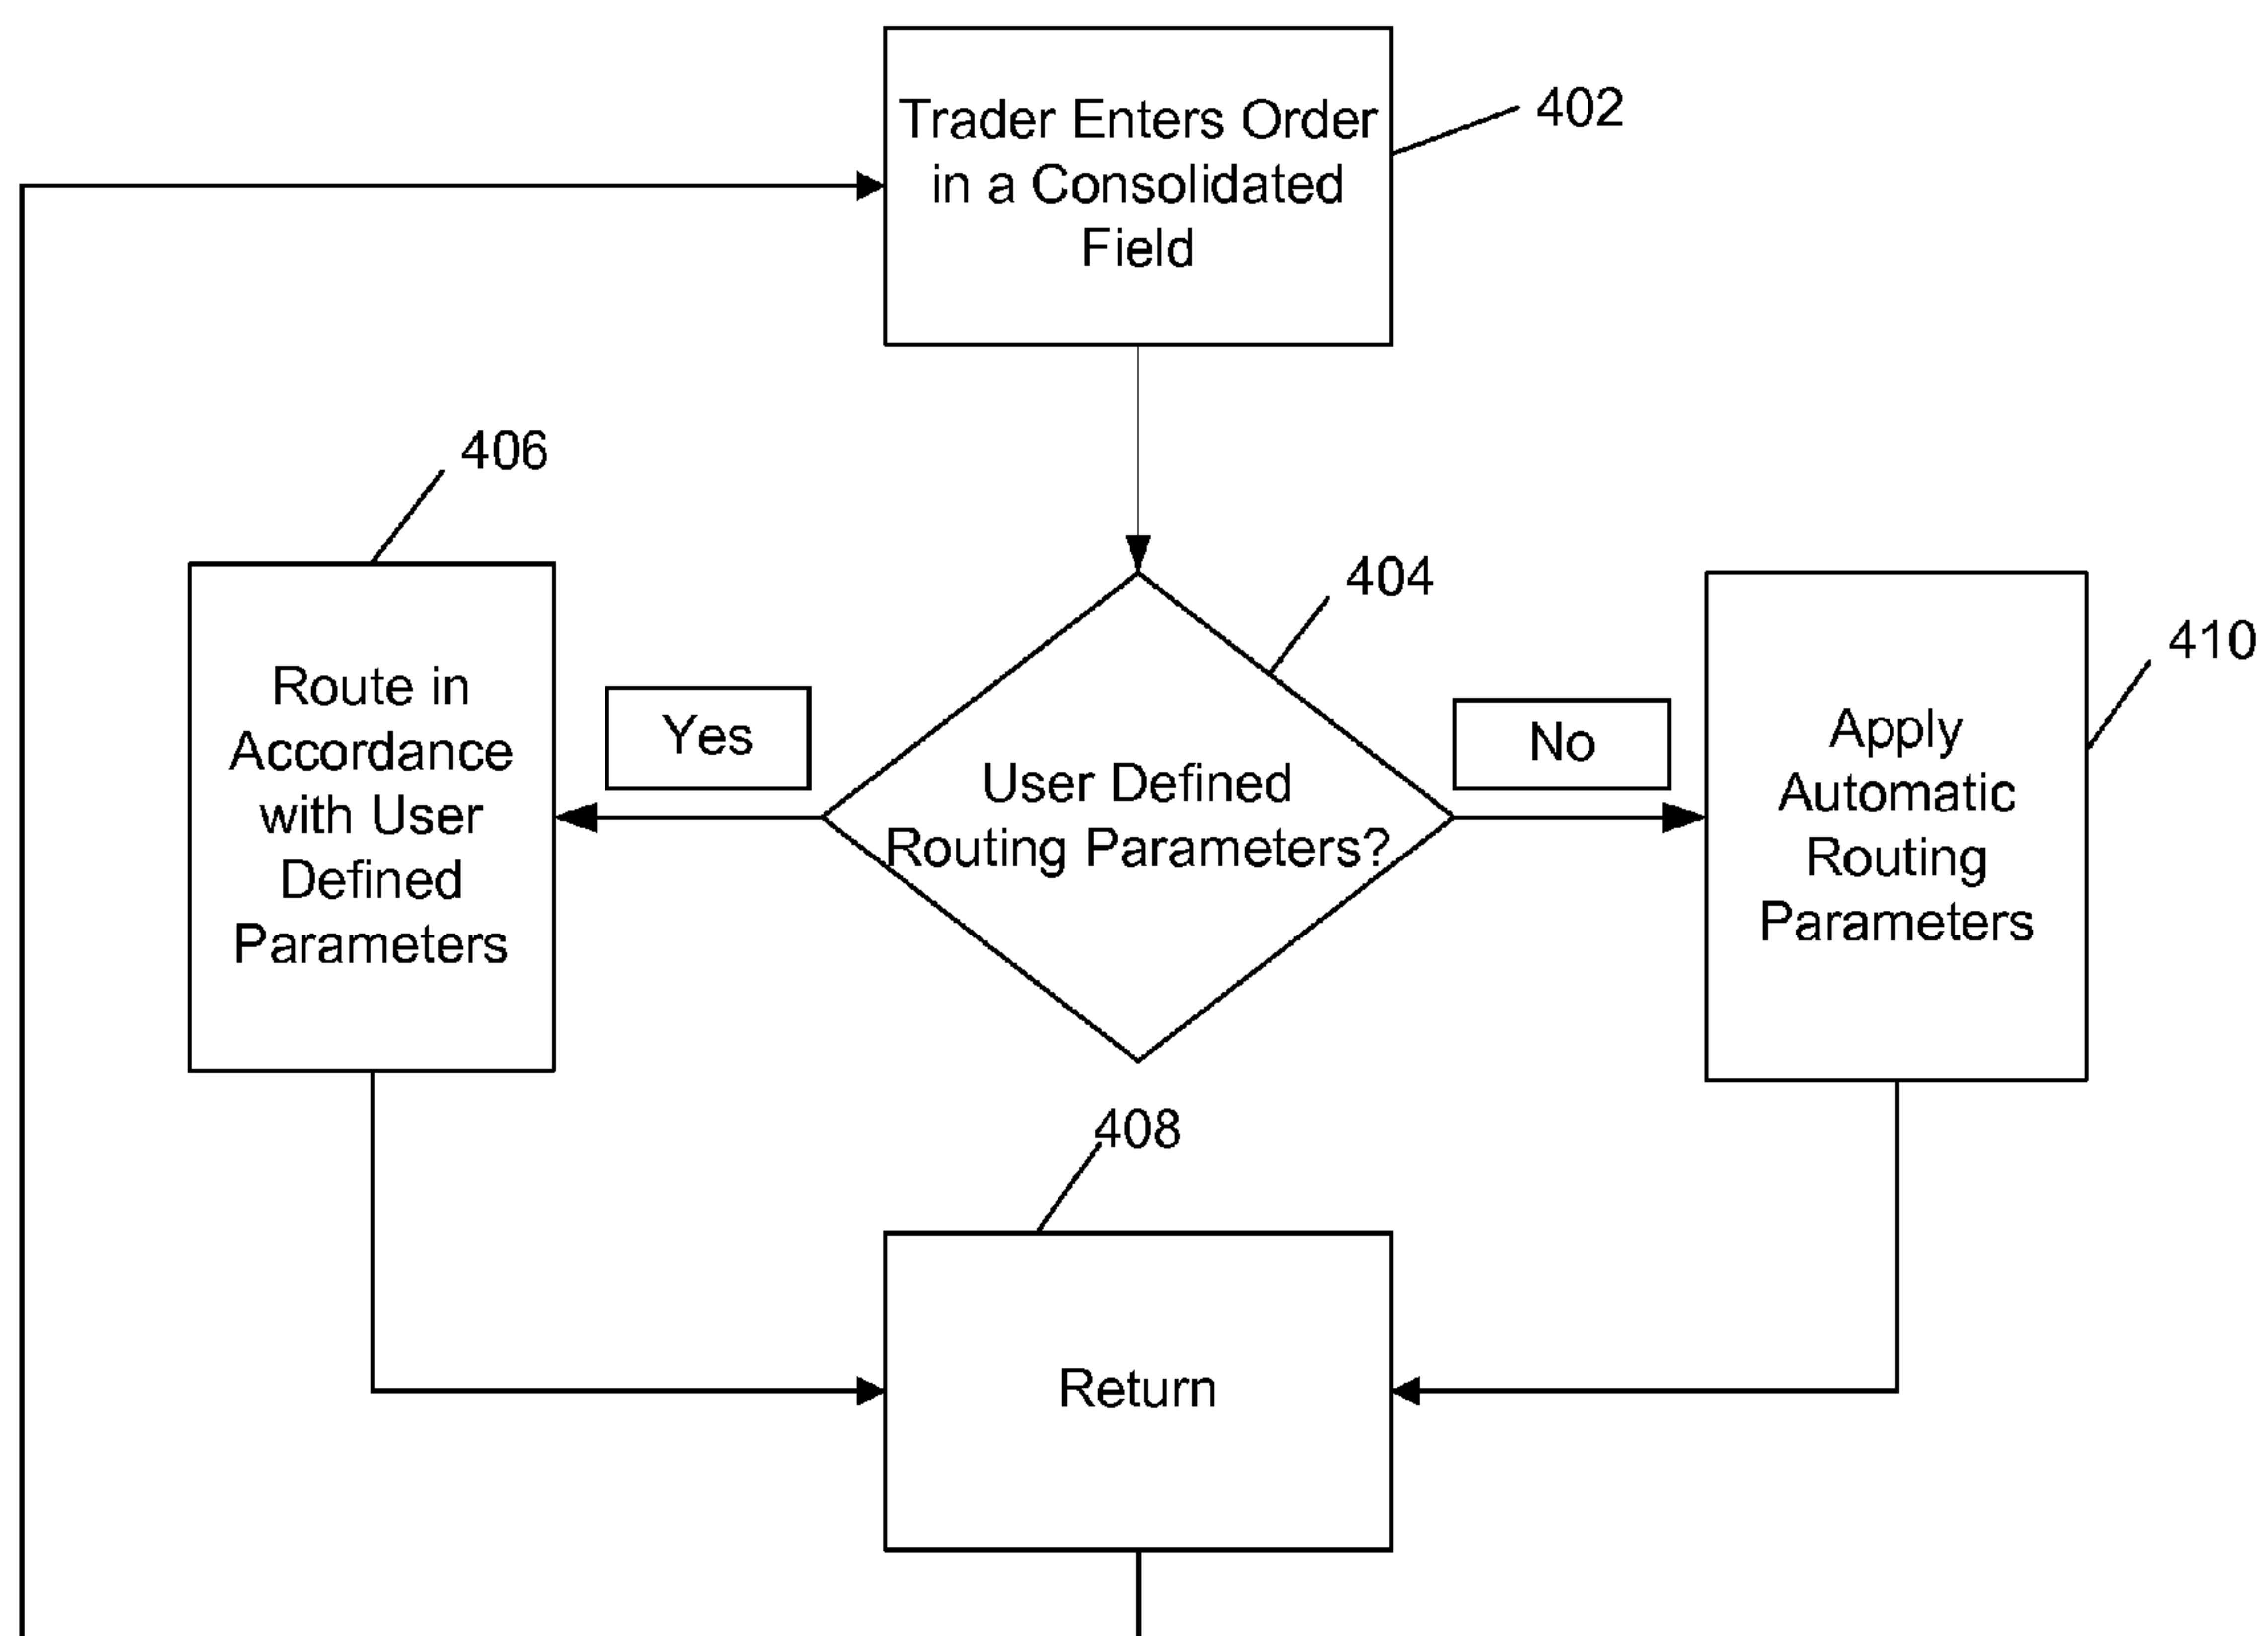 Trader Enters Order
in a Consolidated
Field
402
406
404
410
Route in
Accordance
with User
Defined
Parameters
Yes
User Defined
Routing Parameters?
No
Apply
Automatic
Routing
Parameters
408
Return